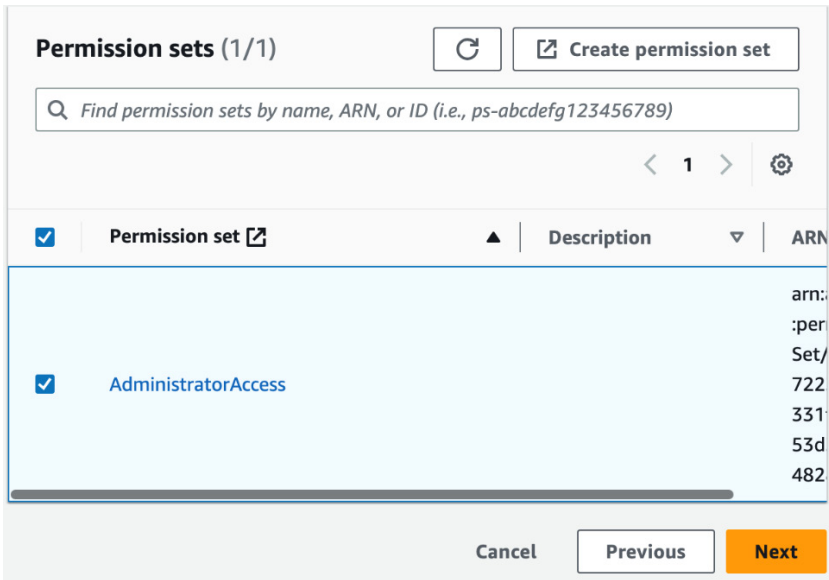 Permission sets (1/1)
Create permission set
Find permission sets by name, ARN, or ID (i.e., ps-abcdefg123456789)
1
Permission set
Description
ARN
arn:
:per
Set/
AdministratorAccess
722
331
53d
482
Cancel
Previous
Next